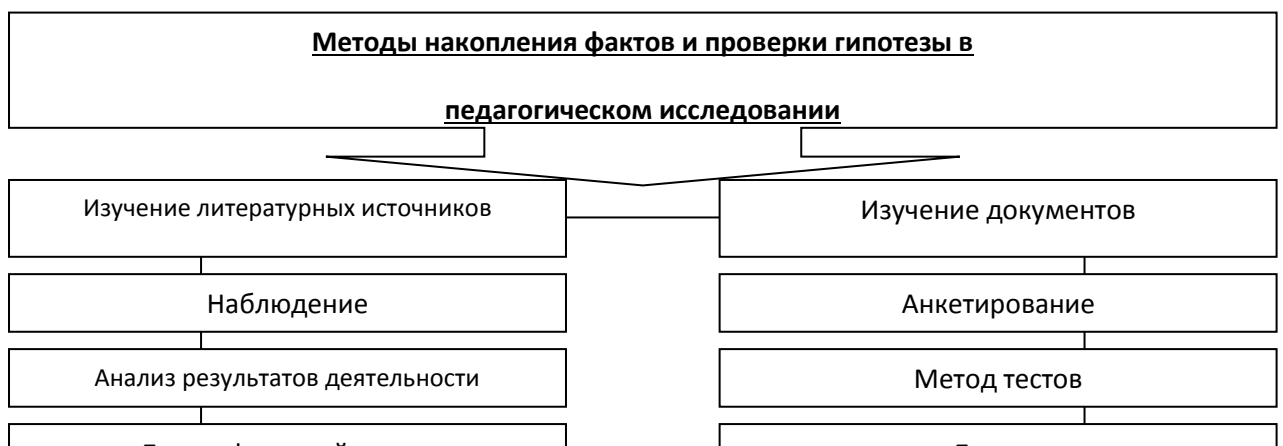 Методы накопления фактов и проверки гипотезы в
педагогическом исследовании
Изучение литературных источников
Изучение документов
Наблюдение
Анкетирование
Анализ результатов деятельности
Метод тестов